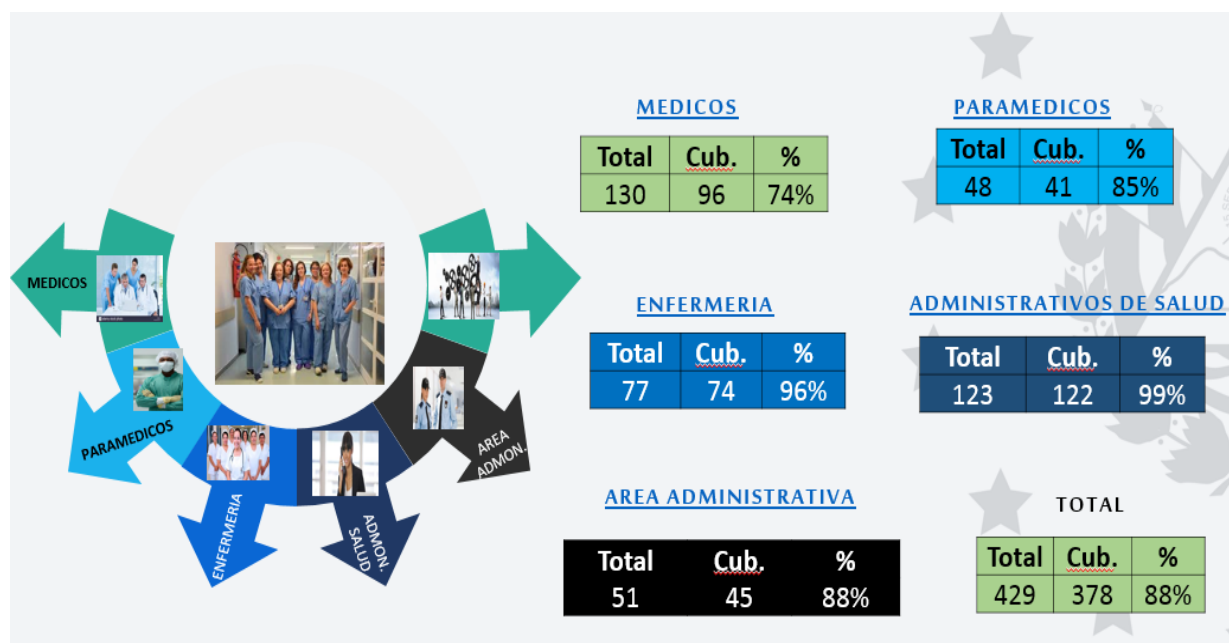 MEDICOS
Total Cub. %
130 96 74%
PARAMEDICOS
Total Cub. %
48 41 85%
ENFERMERIA
Total Cub. %
77 74 96%
ADMINISTRATIVOS DE SALUD
Total Cub. %
123 122 99%
AREA ADMINISTRATIVA
Total Cub. %
51 45 88%
TOTAL
Total Cub. %
429 378 88%
MEDICOS
PARAMEDICOS
ENFERMERIA
ADMON.
SALUD
AREA
ADMON.